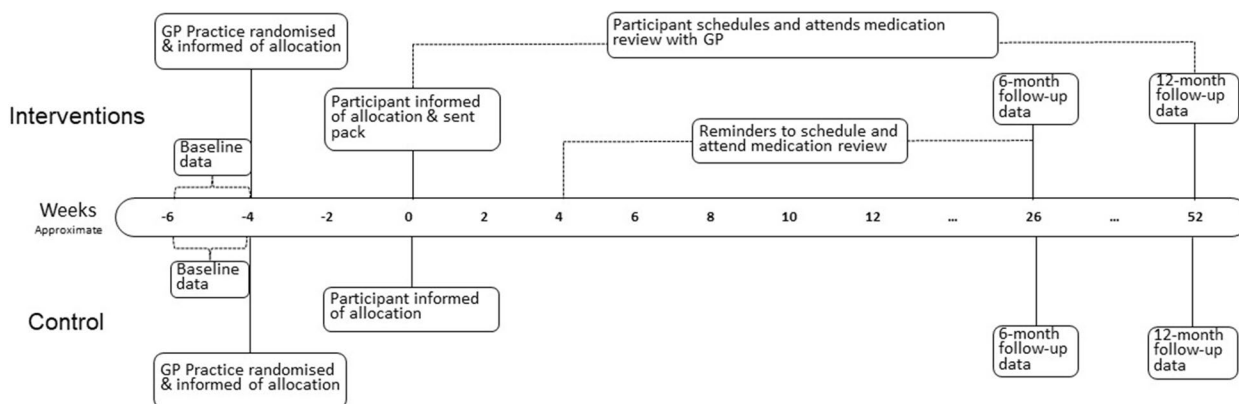 GP Practice randomised
& informed of allocation
Participant schedules and attends medication
review with GP
Interventions
Participant informed
of allocation & sent
pack
6-month
follow-up
data
12-month
follow-up
data
Baseline
data
Reminders to schedule and
attend medication review
Weeks
Approximate
-6 -4 -2 0 2 4 6 8 10 12 ... 26 ... 52
Baseline
data
Participant informed
of allocation
Control
6-month
follow-up
data
12-month
follow-up
data
GP Practice randomised
& informed of allocation